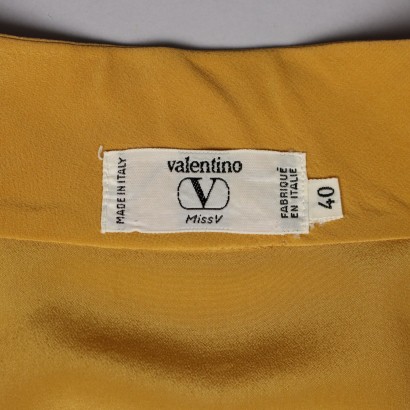 MADE IN ITALY
valentino
V
MissV
FABRIQUÉ
EN ITALIE
40